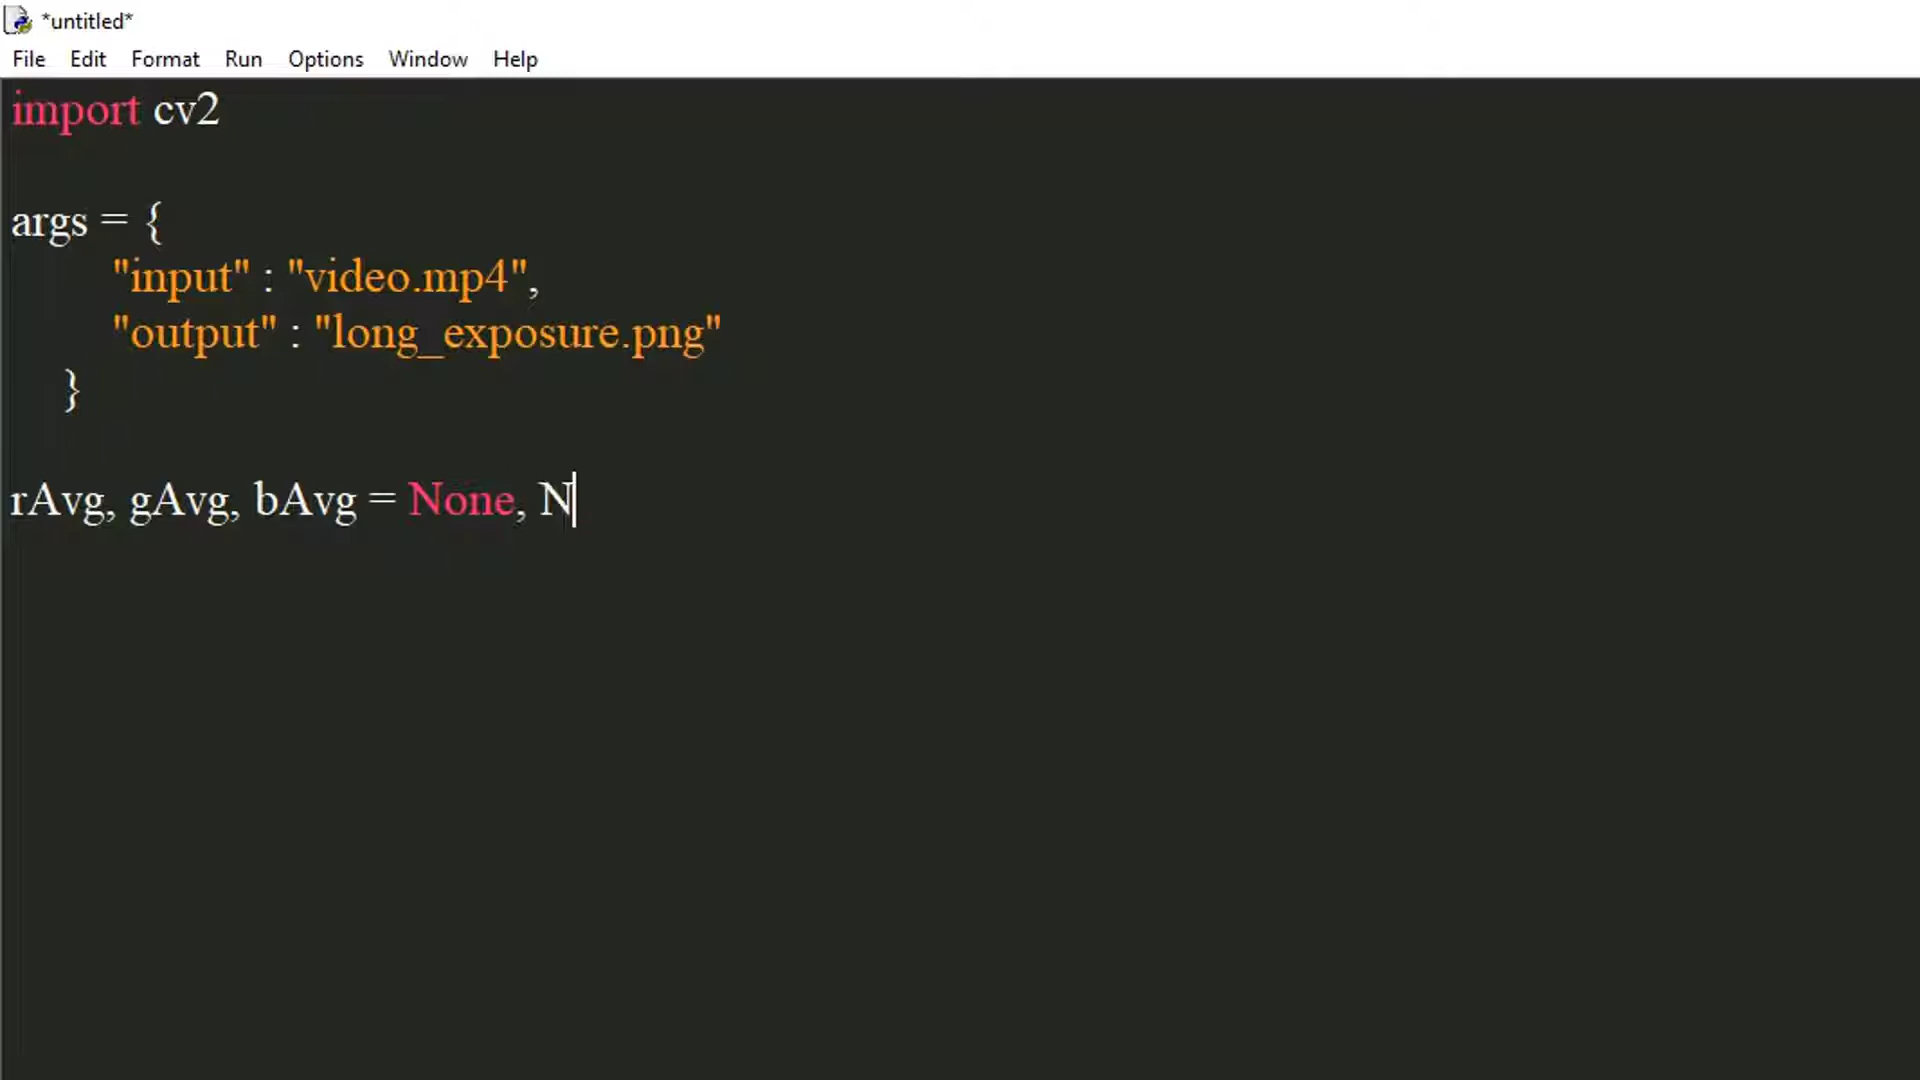 *untitled*
File Edit Format Run Options Window Help
import cv2
args = {
"input" : "video.mp4",
"output" : "long_exposure.png"
}
rAvg, gAvg, bAvg = None, N